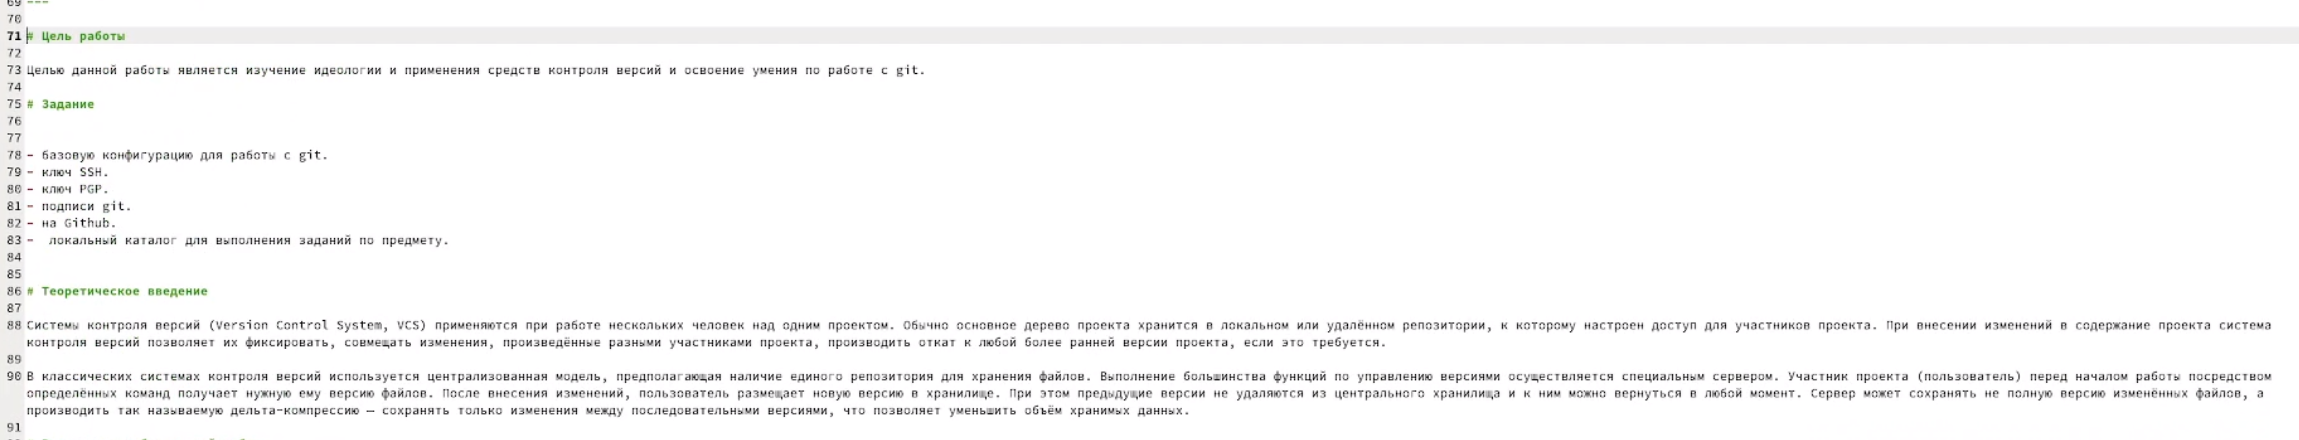 69 ---
70
71 # Цель работы
72
73 Целью данной работы является изучение идеологии и применения средств контроля версий и освоение умения по работе с git.
74
75 # Задание
76
77
78 - базовую конфигурацию для работы с git.
79 - ключ SSH.
80 - ключ PGP.
81 - подписи git.
82 - на Github.
83 -  локальный каталог для выполнения заданий по предмету.
84
85
86 # Теоретическое введение
87
88 Системы контроля версий (Version Control System, VCS) применяются при работе нескольких человек над одним проектом. Обычно основное дерево проекта хранится в локальном или удалённом репозитории, к которому настроен доступ для участников проекта. При внесении изменений в содержание проекта система
контроля версий позволяет их фиксировать, совмещать изменения, произведённые разными участниками проекта, производить откат к любой более ранней версии проекта, если это требуется.
89
90 В классических системах контроля версий используется централизованная модель, предполагающая наличие единого репозитория для хранения файлов. Выполнение большинства функций по управлению версиями осуществляется специальным сервером. Участник проекта (пользователь) перед началом работы посредством
определённых команд получает нужную ему версию файлов. После внесения изменений, пользователь размещает новую версию в хранилище. При этом предыдущие версии не удаляются из центрального хранилища и к ним можно вернуться в любой момент. Сервер может сохранять не полную версию изменённых файлов, а
производить так называемую дельта-компрессию — сохранять только изменения между последовательными версиями, что позволяет уменьшить объём хранимых данных.
91